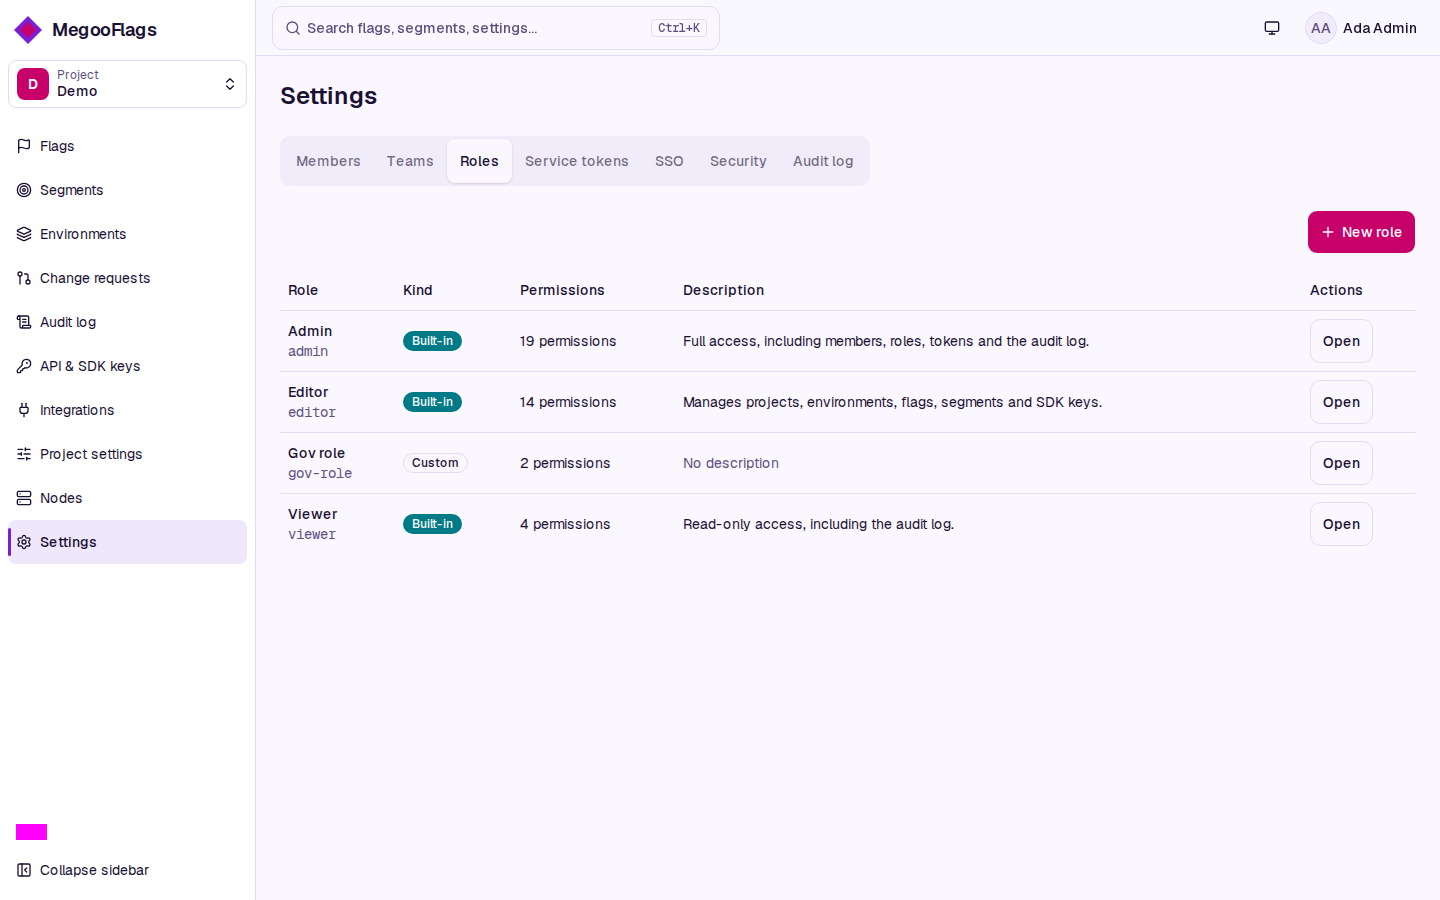 MegooFlags
Search flags, segments, settings...
Ctrl+K
AA
Ada Admin
D
Project
Demo
Flags
Segments
Environments
Change requests
Audit log
API & SDK keys
Integrations
Project settings
Nodes
Settings
Collapse sidebar
Settings
Members
Teams
Roles
Service tokens
SSO
Security
Audit log
New role
Role Kind Permissions Description Actions
Admin
admin
Built-in
19 permissions
Full access, including members, roles, tokens and the audit log.
Open
Editor
editor
Built-in
14 permissions
Manages projects, environments, flags, segments and SDK keys.
Open
Gov role
gov-role
Custom
2 permissions
No description
Open
Viewer
viewer
Built-in
4 permissions
Read-only access, including the audit log.
Open